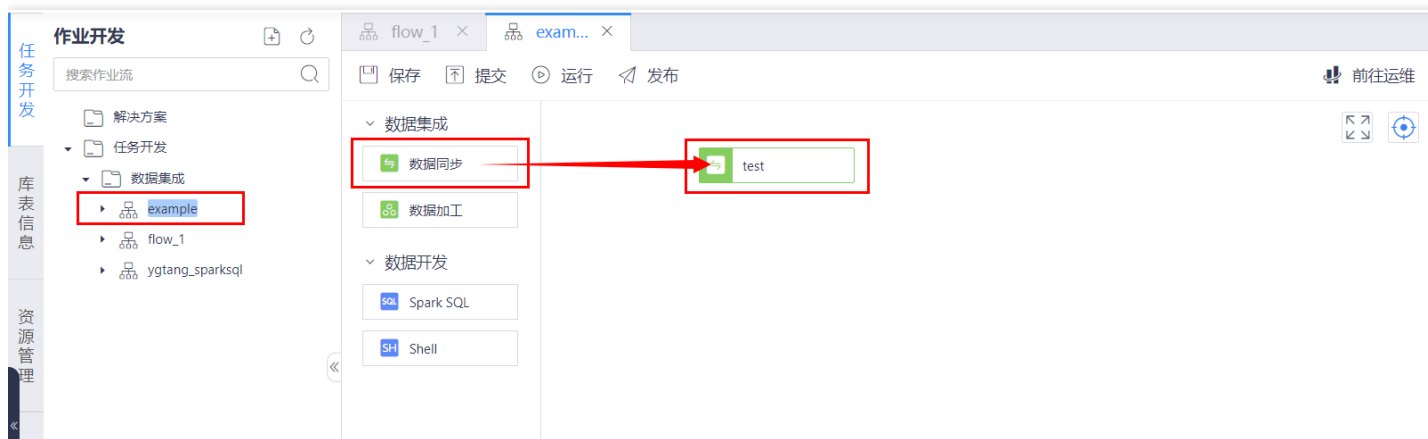 任务开发
库表信息
资源管理
作业开发
搜索作业流
解决方案
任务开发
数据集成
example
flow_1
ygtang_sparksql
flow_1
exam...
保存 提交 运行 发布
前往运维
数据集成
数据同步
数据加工
数据开发
SQL Spark SQL
SH Shell
test